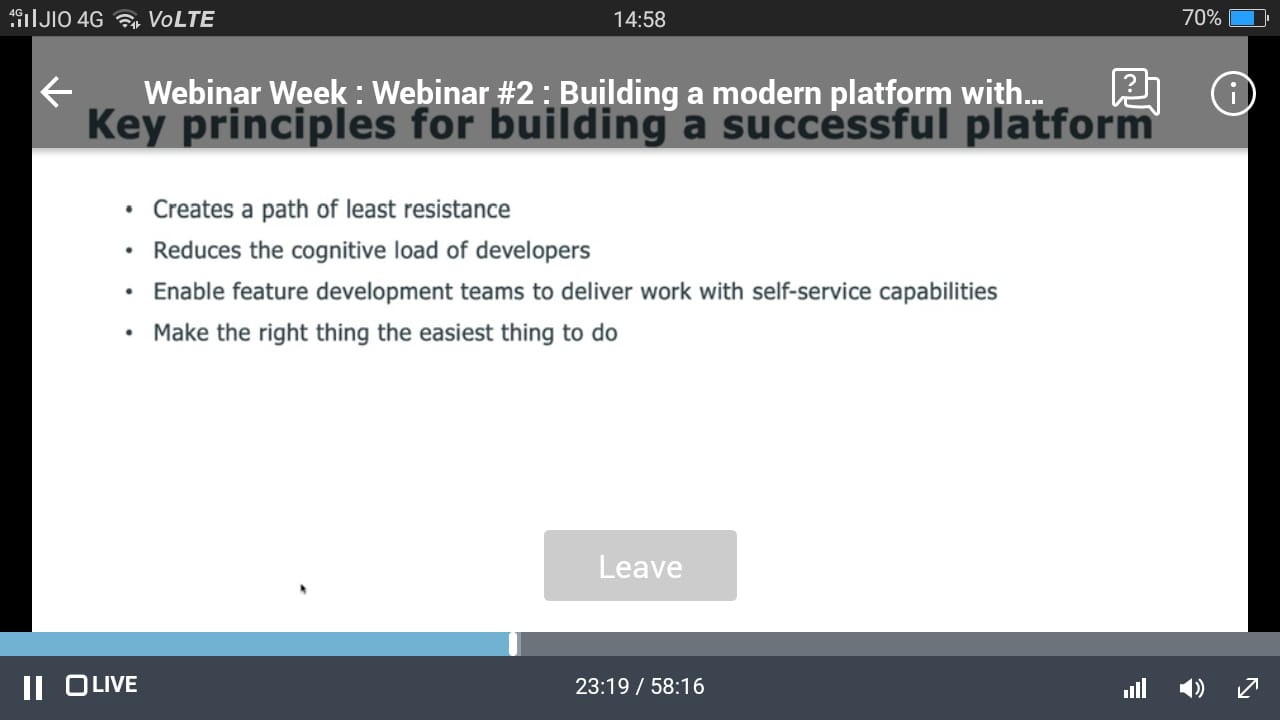 4G JIO 4G VoLTE 14:58 70%
Webinar Week : Webinar #2 : Building a modern platform with...
Key principles for building a successful platform
• Creates a path of least resistance
• Reduces the cognitive load of developers
• Enable feature development teams to deliver work with self-service capabilities
• Make the right thing the easiest thing to do
Leave
LIVE 23:19 / 58:16